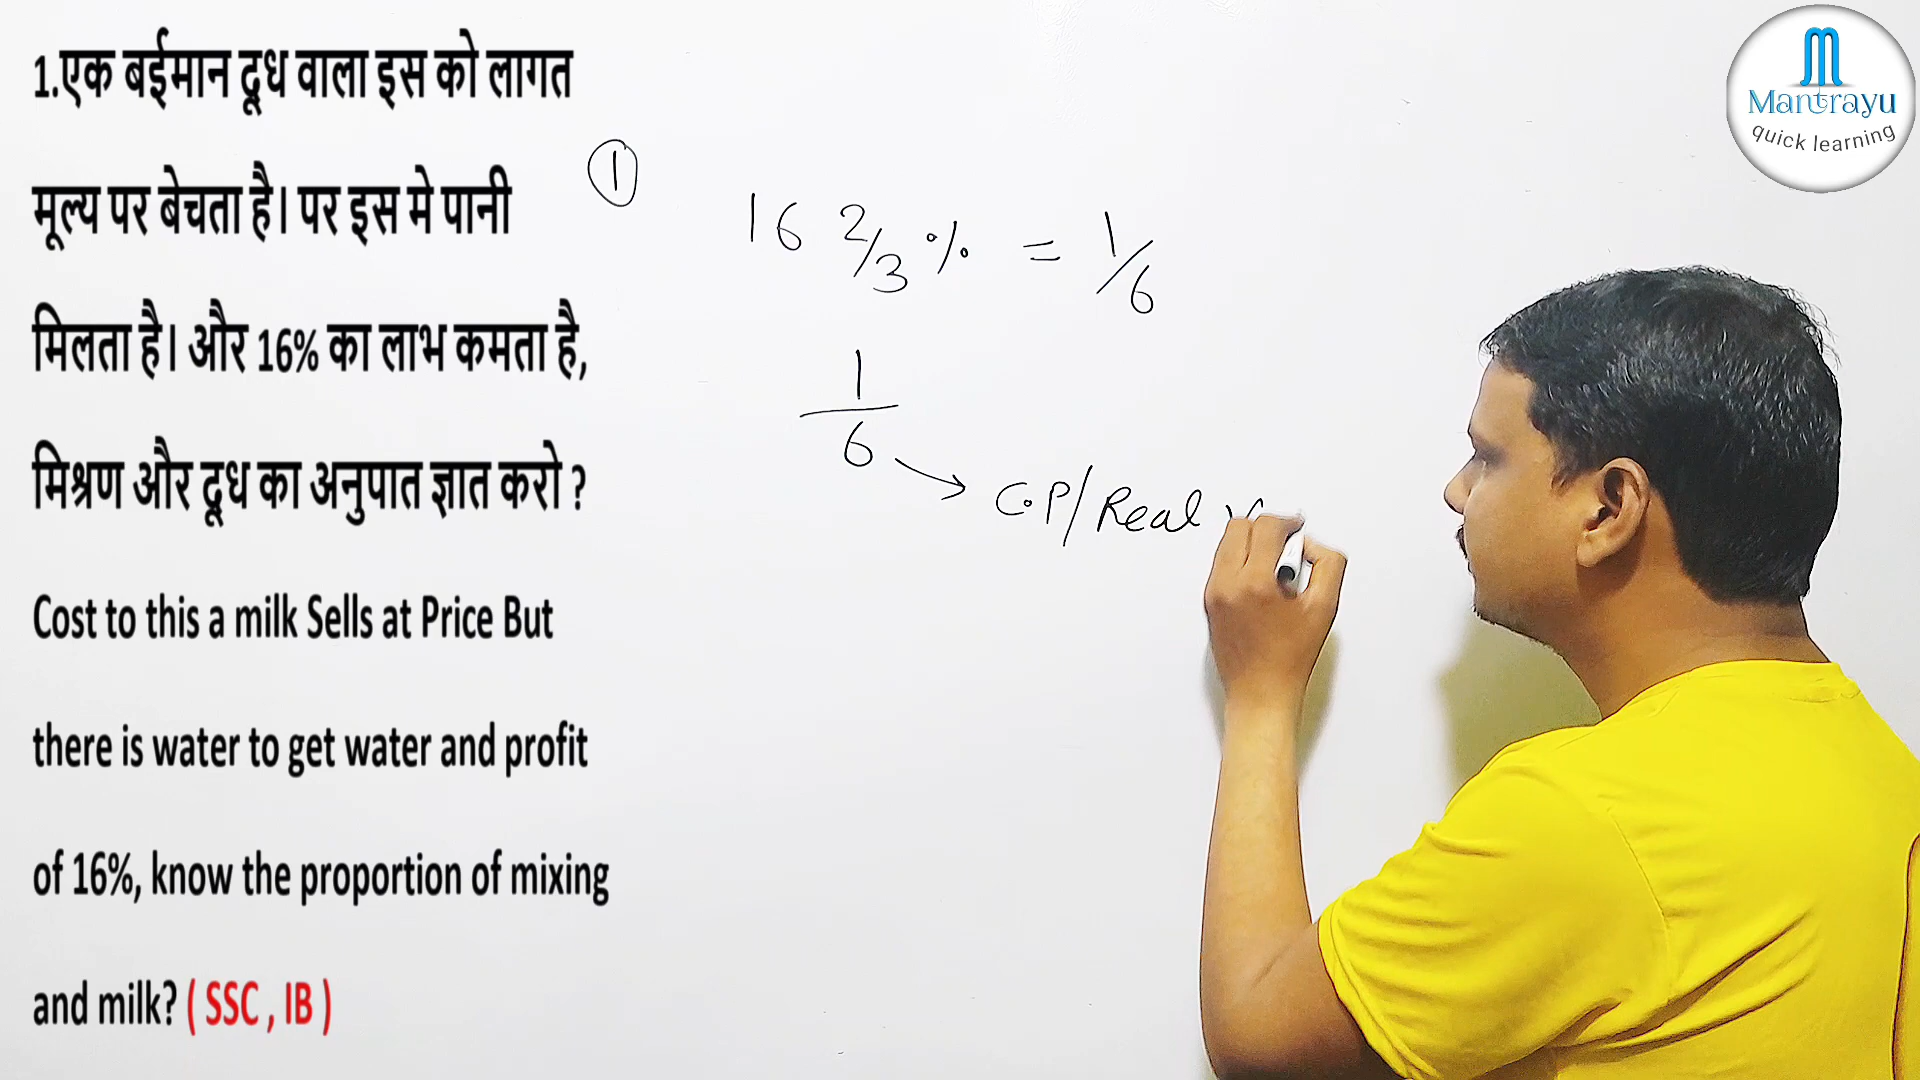 1.एक बईमान दूध वाला इस को लागत
मूल्य पर बेचता है। पर इस मे पानी
मिलता है। और 16% का लाभ कमता है,
मिश्रण और दूध का अनुपात ज्ञात करो ?
Cost to this a milk Sells at Price But
there is water to get water and profit
of 16%, know the proportion of mixing
and milk? ( SSC , IB )
1
16 2/3 % = 1/6
1
6
C.P/Real
Mantrayu
quick learning